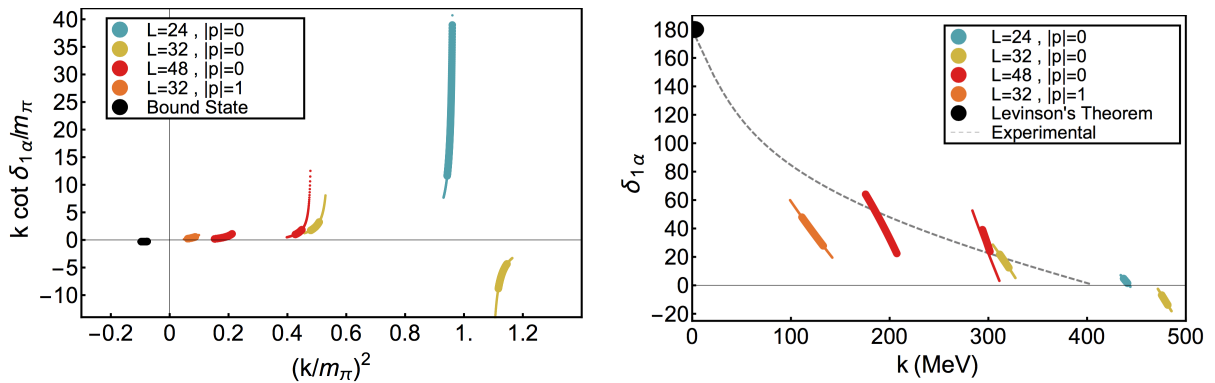 k cot δ1α/mπ
40
35
30
25
20
15
10
5
0
−5
−10
L=24 , |p|=0
L=32 , |p|=0
L=48 , |p|=0
L=32 , |p|=1
Bound State
−0.2 0 0.2 0.4 0.6 0.8 1. 1.2
(k/mπ)²
δ1α
180
160
140
120
100
80
60
40
20
0
−20
L=24 , |p|=0
L=32 , |p|=0
L=48 , |p|=0
L=32 , |p|=1
Levinson's Theorem
Experimental
0 100 200 300 400 500
k (MeV)